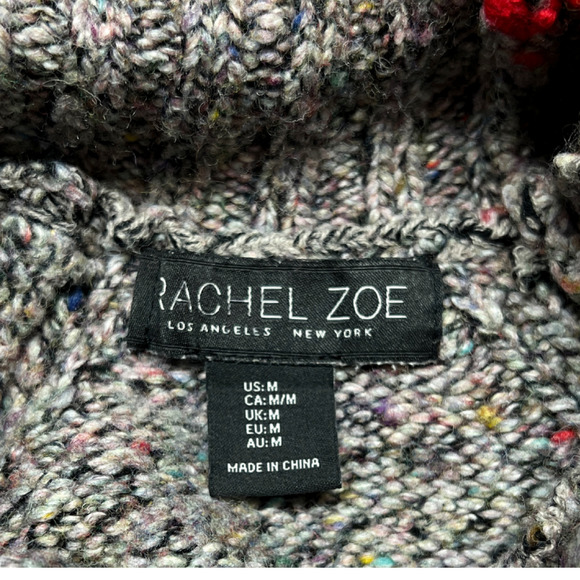 RACHEL ZOE
LOS ANGELES NEW YORK
US: M
CA: M/M
UK: M
EU: M
AU: M
MADE IN CHINA